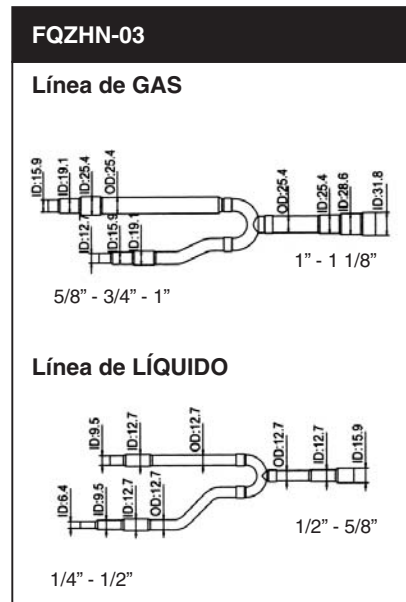 FQZHN-03
Línea de GAS
ID:15.9
ID:19.1
ID:25.4
OD:25.4
OD:25.4
ID:25.4
ID:28.6
ID:31.8
ID:12.7
ID:15.9
ID:19.1
1” - 1 1/8”
5/8” - 3/4” - 1”
Línea de LÍQUIDO
ID:9.5
ID:12.7
OD:12.7
OD:12.7
ID:12.7
ID:15.9
ID:6.4
ID:9.5
ID:12.7
OD:12.7
1/2” - 5/8”
1/4” - 1/2”